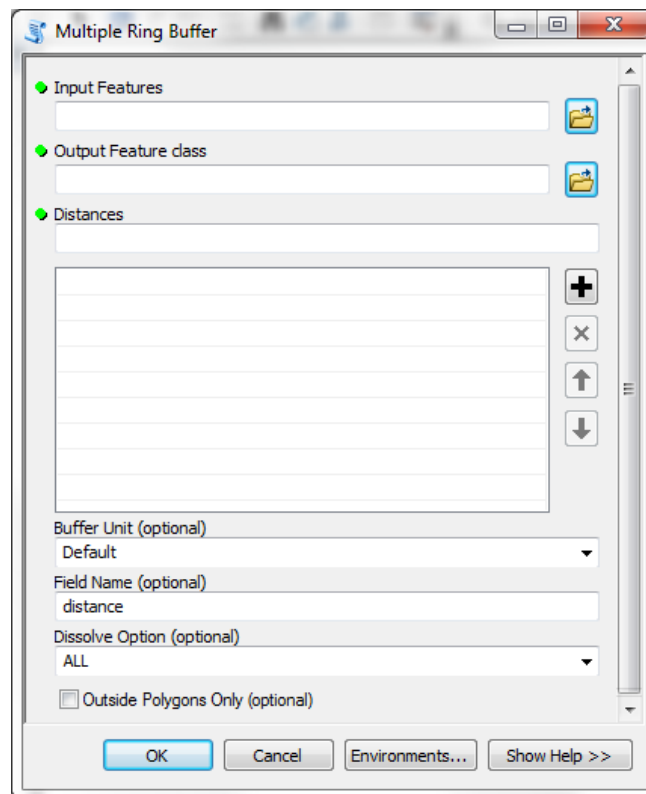 Multiple Ring Buffer
Input Features
Output Feature class
Distances
Buffer Unit (optional)
Default
Field Name (optional)
distance
Dissolve Option (optional)
ALL
Outside Polygons Only (optional)
OK Cancel Environments... Show Help >>